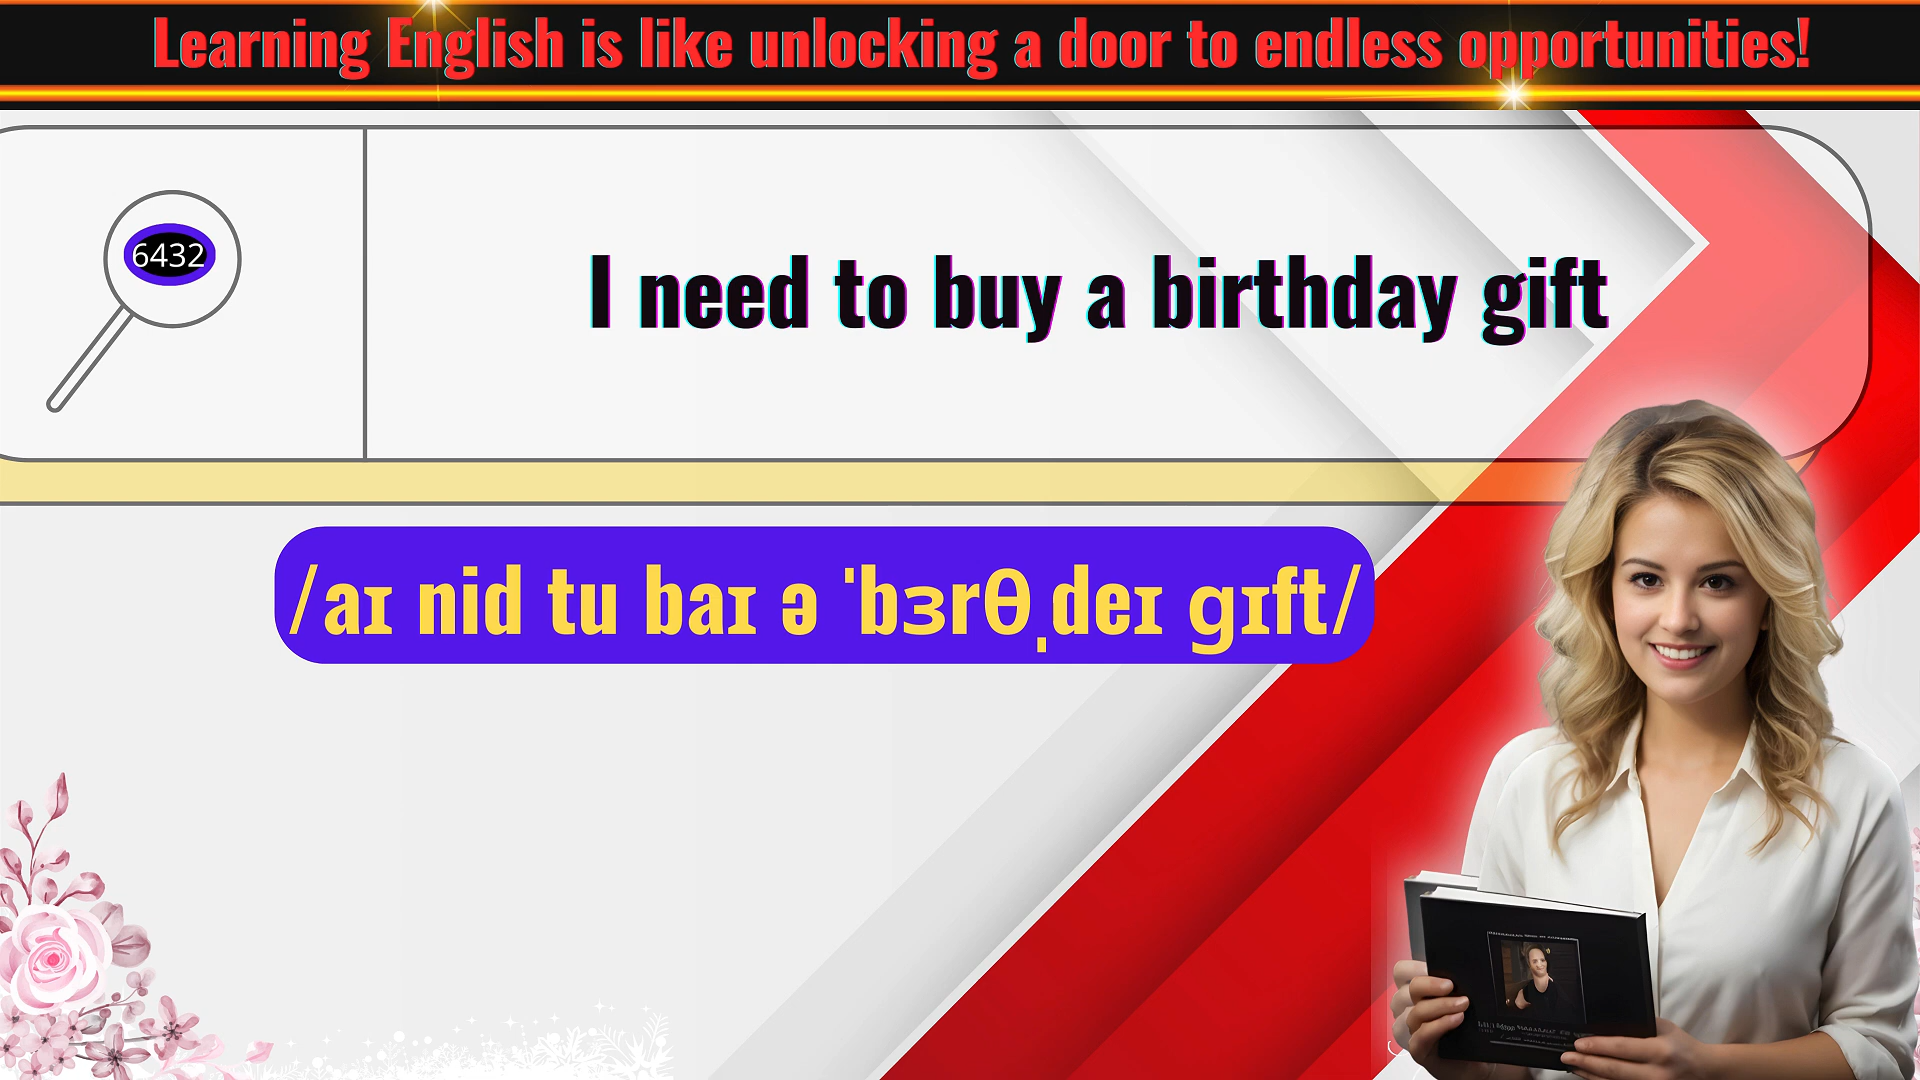 Learning English is like unlocking a door to endless opportunities!
6432
I need to buy a birthday gift
/aɪ nid tu baɪ ə ˈbɜrθˌdeɪ ɡɪft/